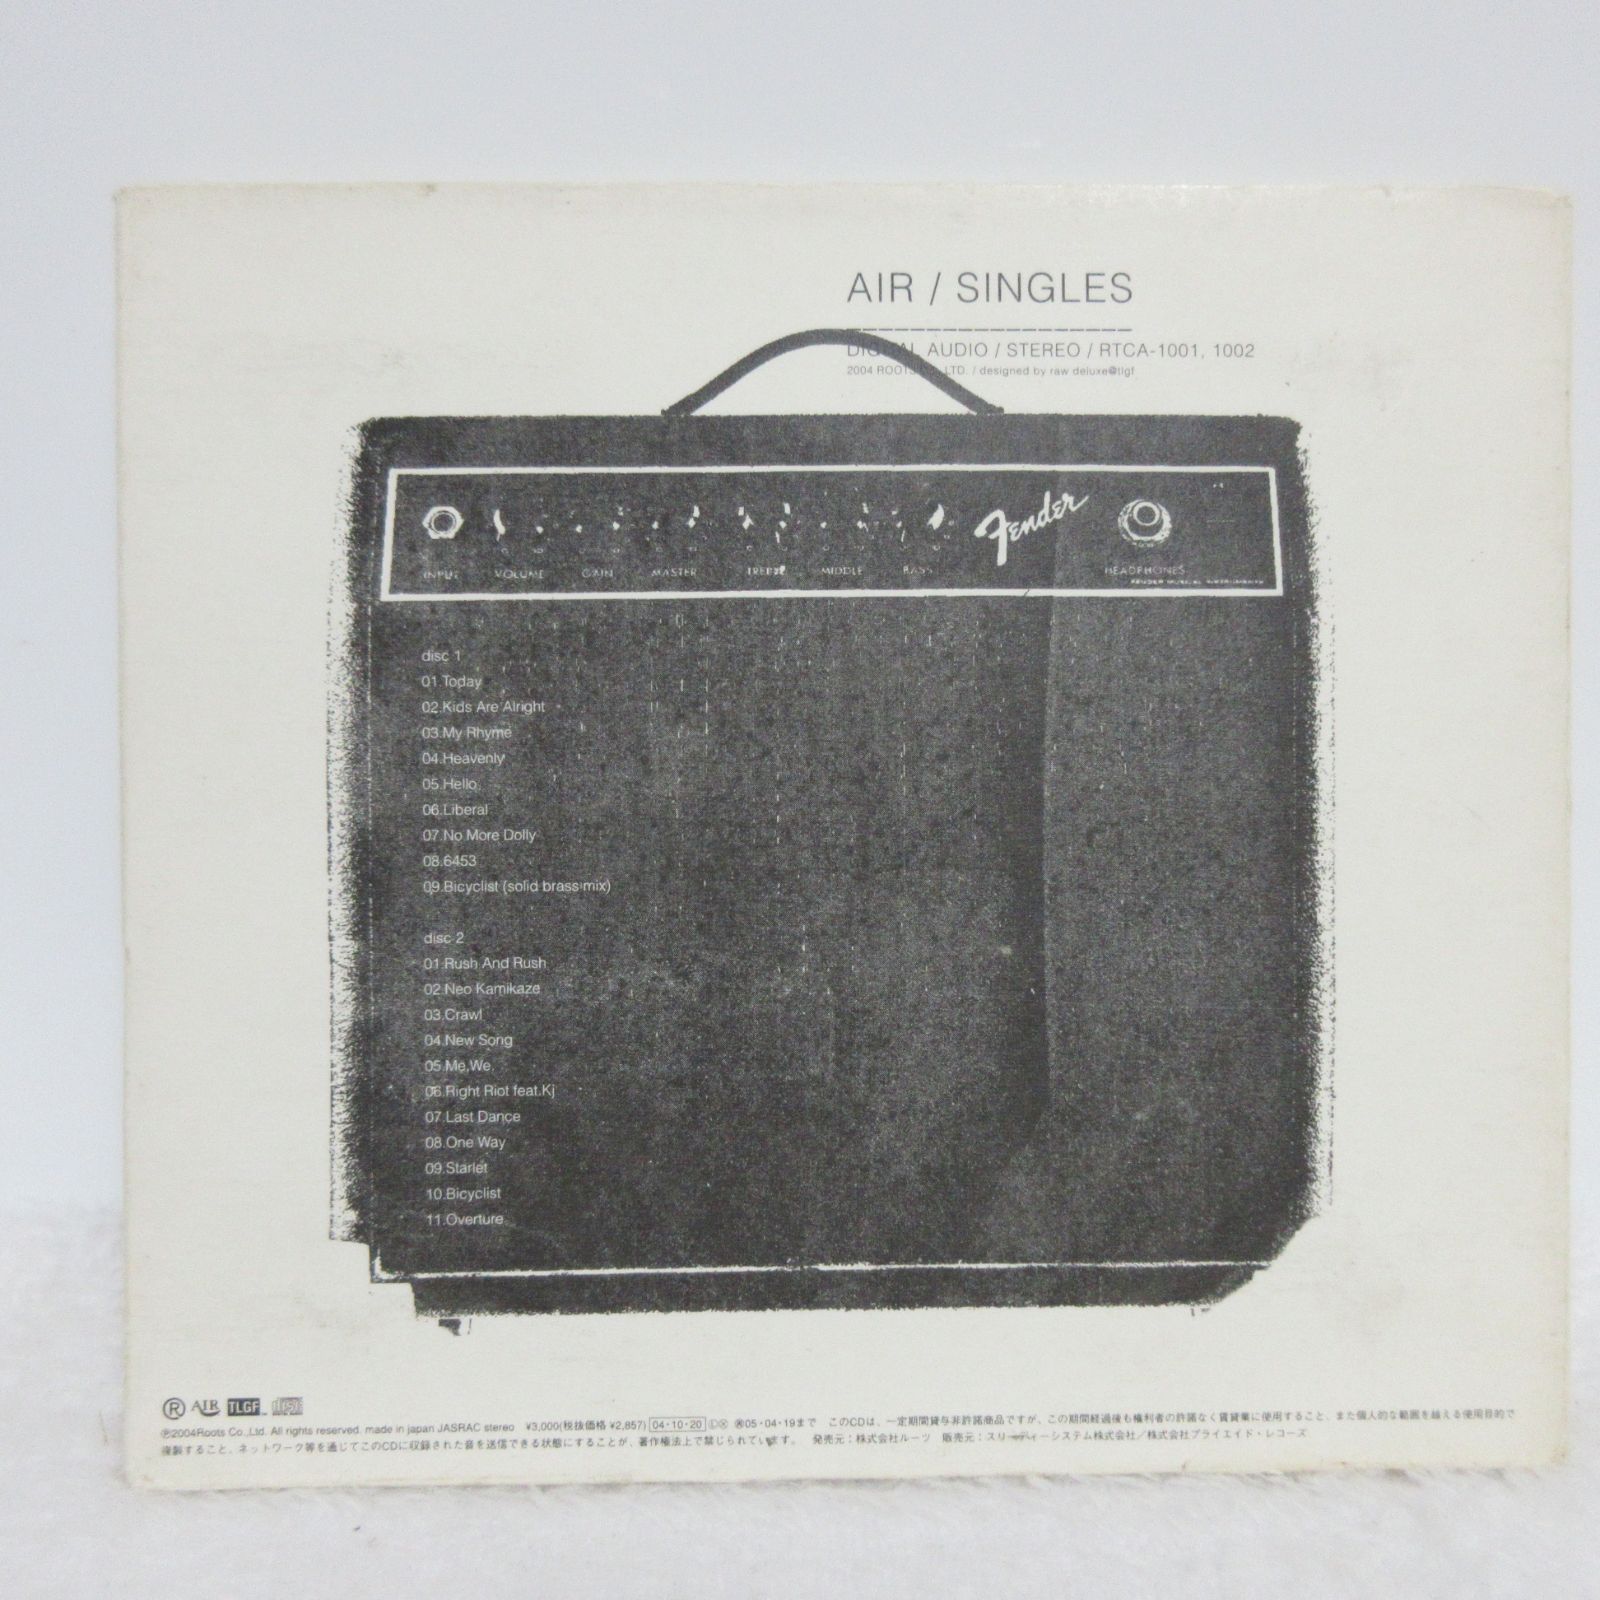 AIR / SINGLES
DIGITAL AUDIO / STEREO / RTCA-1001, 1002
2004 ROOTS CO., LTD. / designed by raw deluxe@tlgf
Fender
INPUT VOLUME GAIN MASTER TREBLE MIDDLE BASS HEADPHONES
FENDER MUSICAL INSTRUMENTS
disc 1
01.Today
02.Kids Are Alright
03.My Rhyme
04.Heavenly
05.Hello
06.Liberal
07.No More Dolly
08.6453
09.Bicyclist (solid brass mix)
disc 2
01.Rush And Rush
02.Neo Kamikaze
03.Crawl
04.New Song
05.Me,We,
06.Right Riot feat.Kj
07.Last Dance
08.One Way
09.Starlet
10.Bicyclist
11.Overture
Ⓡ AIR TLGF disc
℗2004Roots Co.,Ltd. All rights reserved. made in japan JASRAC stereo ¥3,000(税抜価格 ¥2,857) 04・10・20 05・04・19まで このCDは、一定期間貸与非許諾商品ですが、この期間経過後も権利者の許諾なく賃貸業に使用すること、また個人的な範囲を越える使用目的で
複製すること、ネットワーク等を通じてこのCDに収録された音を送信できる状態にすることが、著作権法上で禁じられています。 発売元：株式会社ルーツ 販売元：スリーディーシステム株式会社／株式会社プライエイド・レコーズ